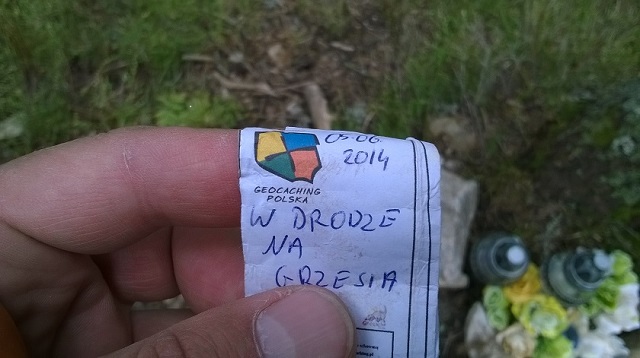 05.06.
2014
GEOCACHING
POLSKA
W DRODZE
NA
GRZESIA